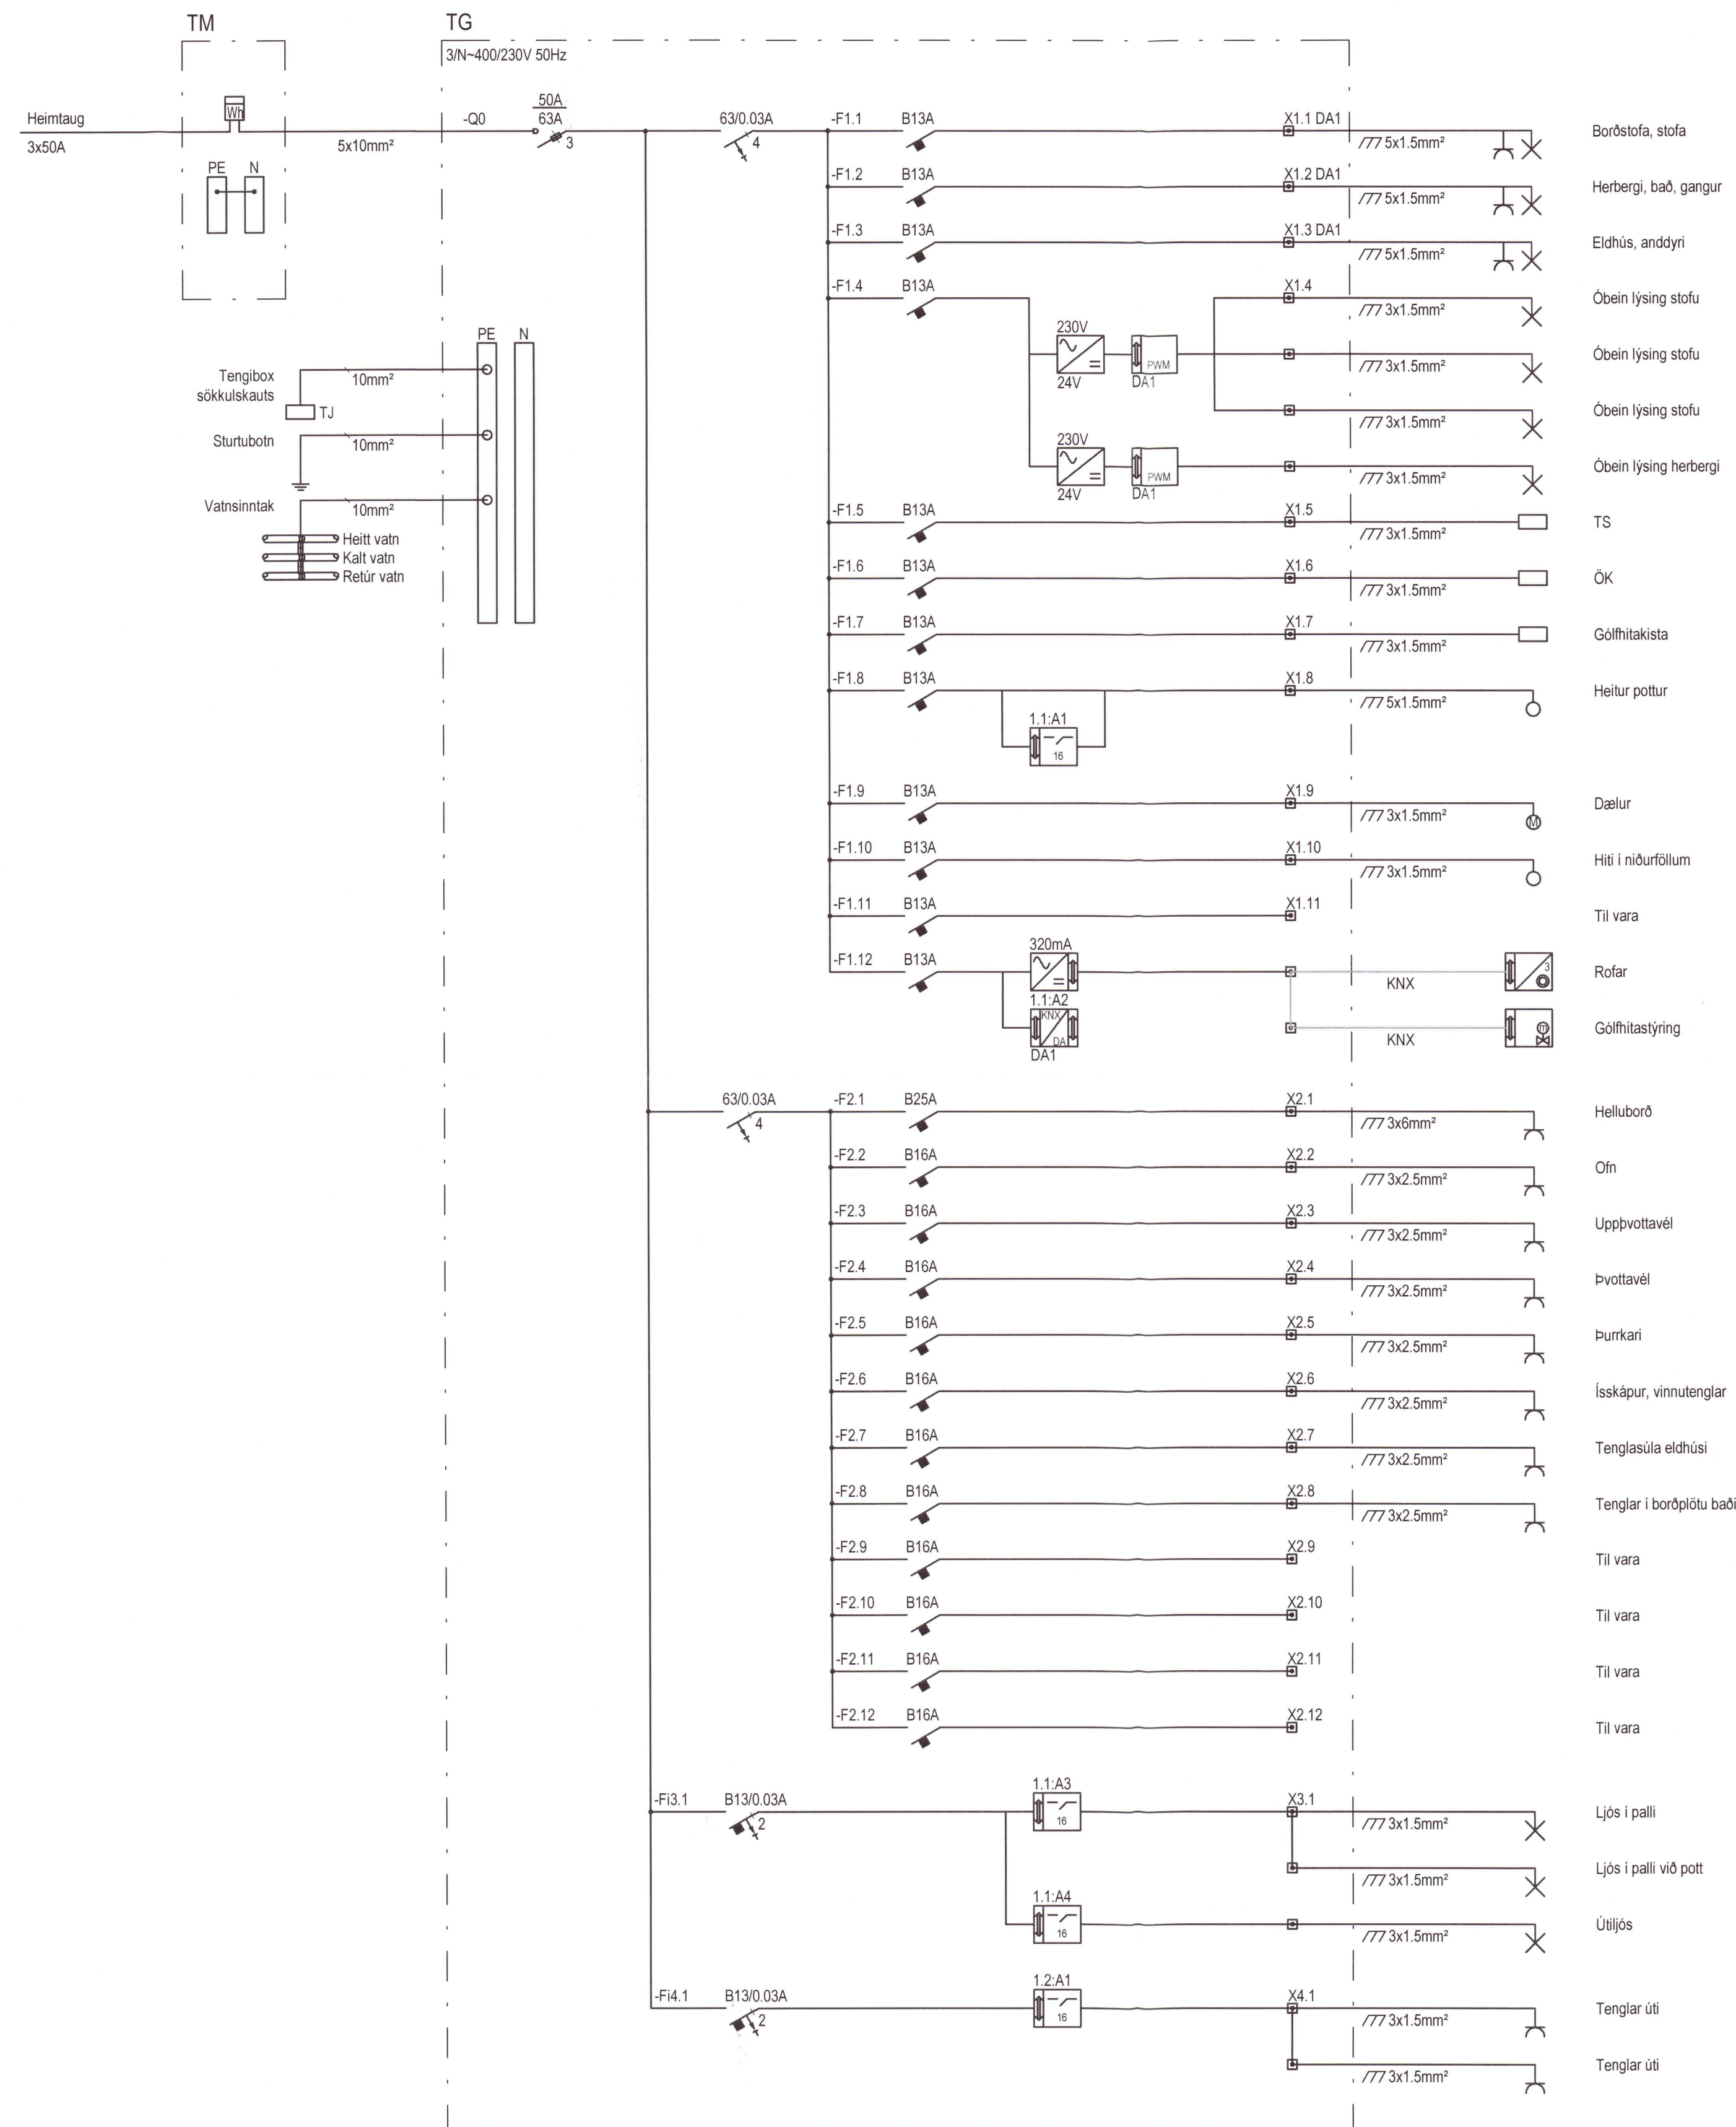 TM
TG
3/N~400/230V 50Hz
Heimtaug
3x50A
Wh
PE N
5x10mm²
-Q0
50A
63A
3
63/0.03A
4
-F1.1 B13A X1.1 DA1 5x1.5mm² Borðstofa, stofa
-F1.2 B13A X1.2 DA1 5x1.5mm² Herbergi, bað, gangur
-F1.3 B13A X1.3 DA1 5x1.5mm² Eldhús, anddyri
-F1.4 B13A X1.4 3x1.5mm² Óbein lýsing stofu
230V
24V
PWM
DA1
3x1.5mm² Óbein lýsing stofu
3x1.5mm² Óbein lýsing stofu
230V
24V
PWM
DA1
3x1.5mm² Óbein lýsing herbergi
PE N
Tengibox
sökkulskauts
10mm²
TJ
Sturtubotn
10mm²
Vatnsinntak
10mm²
Heitt vatn
Kalt vatn
Retúr vatn
-F1.5 B13A X1.5 3x1.5mm² TS
-F1.6 B13A X1.6 3x1.5mm² ÖK
-F1.7 B13A X1.7 3x1.5mm² Gólfhitakista
-F1.8 B13A X1.8 5x1.5mm² Heitur pottur
1.1:A1
16
-F1.9 B13A X1.9 3x1.5mm² M Dælur
-F1.10 B13A X1.10 3x1.5mm² Hiti í niðurföllum
-F1.11 B13A X1.11 Til vara
-F1.12 B13A 320mA KNX 3 Rofar
1.1:A2
KNX
DA
DA1
KNX m Gólfhitastýring
63/0.03A
4
-F2.1 B25A X2.1 3x6mm² Helluborð
-F2.2 B16A X2.2 3x2.5mm² Ofn
-F2.3 B16A X2.3 3x2.5mm² Uppþvottavél
-F2.4 B16A X2.4 3x2.5mm² Þvottavél
-F2.5 B16A X2.5 3x2.5mm² Þurrkari
-F2.6 B16A X2.6 3x2.5mm² Ísskápur, vinnutenglar
-F2.7 B16A X2.7 3x2.5mm² Tenglasúla eldhúsi
-F2.8 B16A X2.8 3x2.5mm² Tenglar í borðplötu baði
-F2.9 B16A X2.9 Til vara
-F2.10 B16A X2.10 Til vara
-F2.11 B16A X2.11 Til vara
-F2.12 B16A X2.12 Til vara
-Fi3.1 B13/0.03A 2 1.1:A3 16 X3.1 3x1.5mm² Ljós í palli
3x1.5mm² Ljós í palli við pott
1.1:A4 16 3x1.5mm² Útiljós
-Fi4.1 B13/0.03A 2 1.2:A1 16 X4.1 3x1.5mm² Tenglar úti
3x1.5mm² Tenglar úti